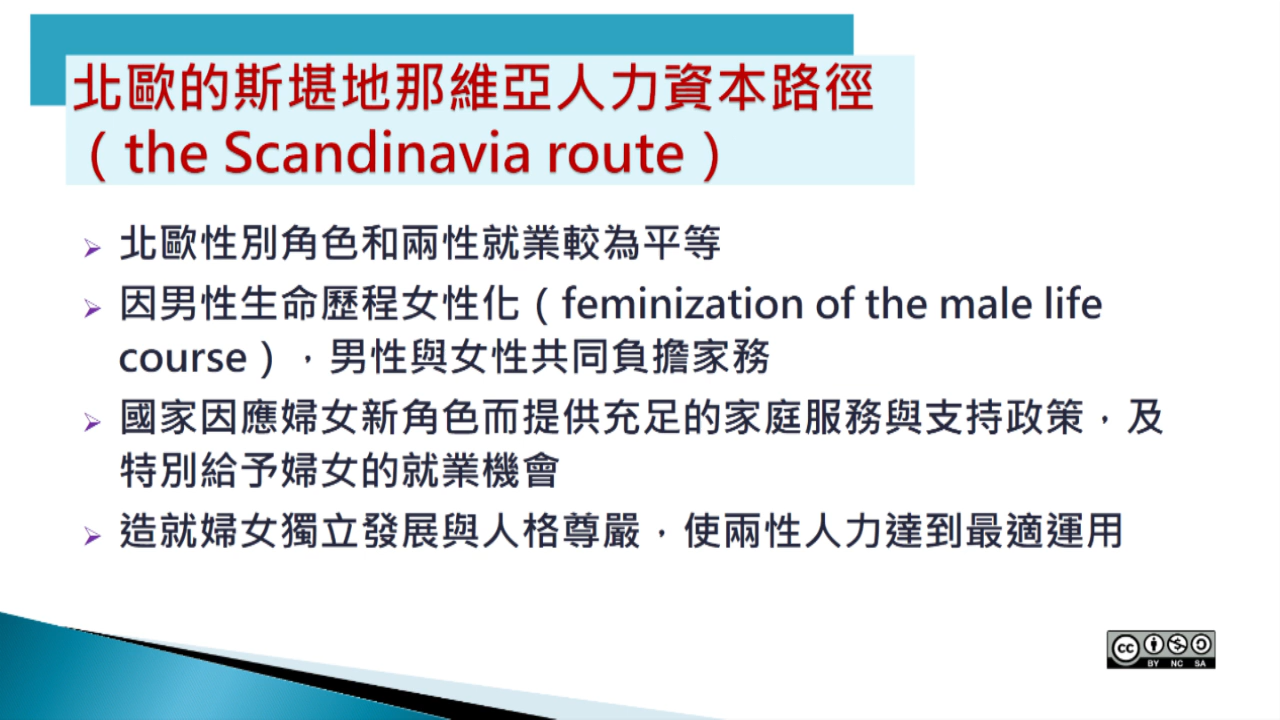 北歐的斯堪地那維亞人力資本路徑
（the Scandinavia route）
北歐性別角色和兩性就業較為平等
因男性生命歷程女性化（feminization of the male life
course），男性與女性共同負擔家務
國家因應婦女新角色而提供充足的家庭服務與支持政策，及
特別給予婦女的就業機會
造就婦女獨立發展與人格尊嚴，使兩性人力達到最適運用
cc BY NC SA